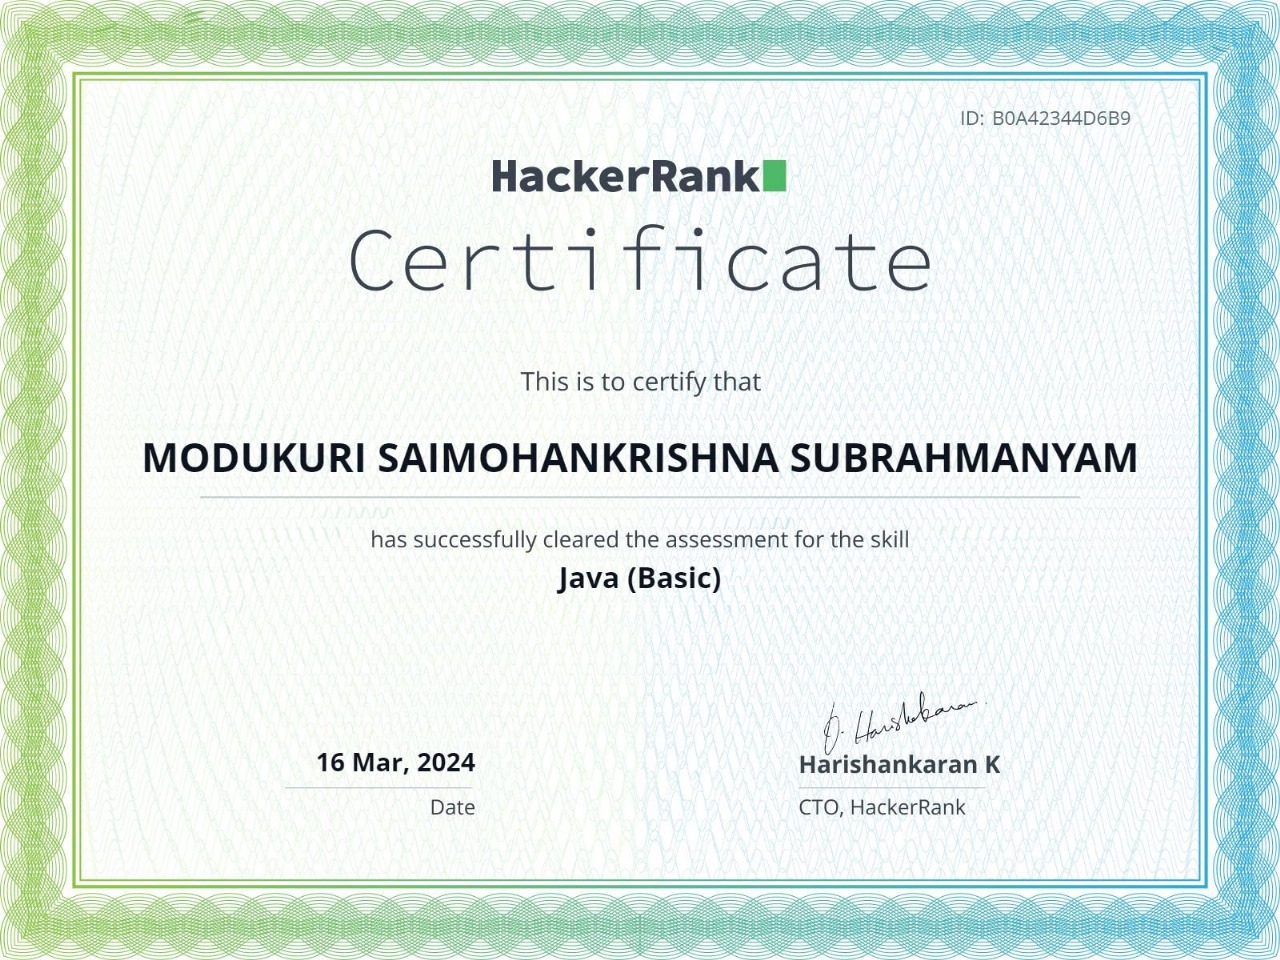 ID: B0A42344D6B9
HackerRank
Certificate
This is to certify that
MODUKURI SAIMOHANKRISHNA SUBRAHMANYAM
has successfully cleared the assessment for the skill
Java (Basic)
16 Mar, 2024
Date
Harishankaran K
CTO, HackerRank